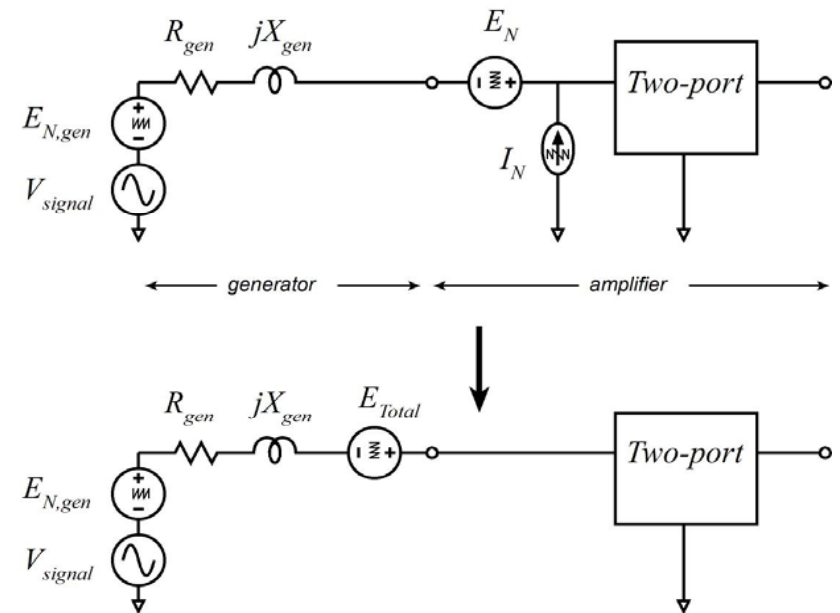 R_gen jX_gen E_N
E_N,gen
V_signal
I_N
Two-port
generator amplifier
R_gen jX_gen E_Total
E_N,gen
V_signal
Two-port